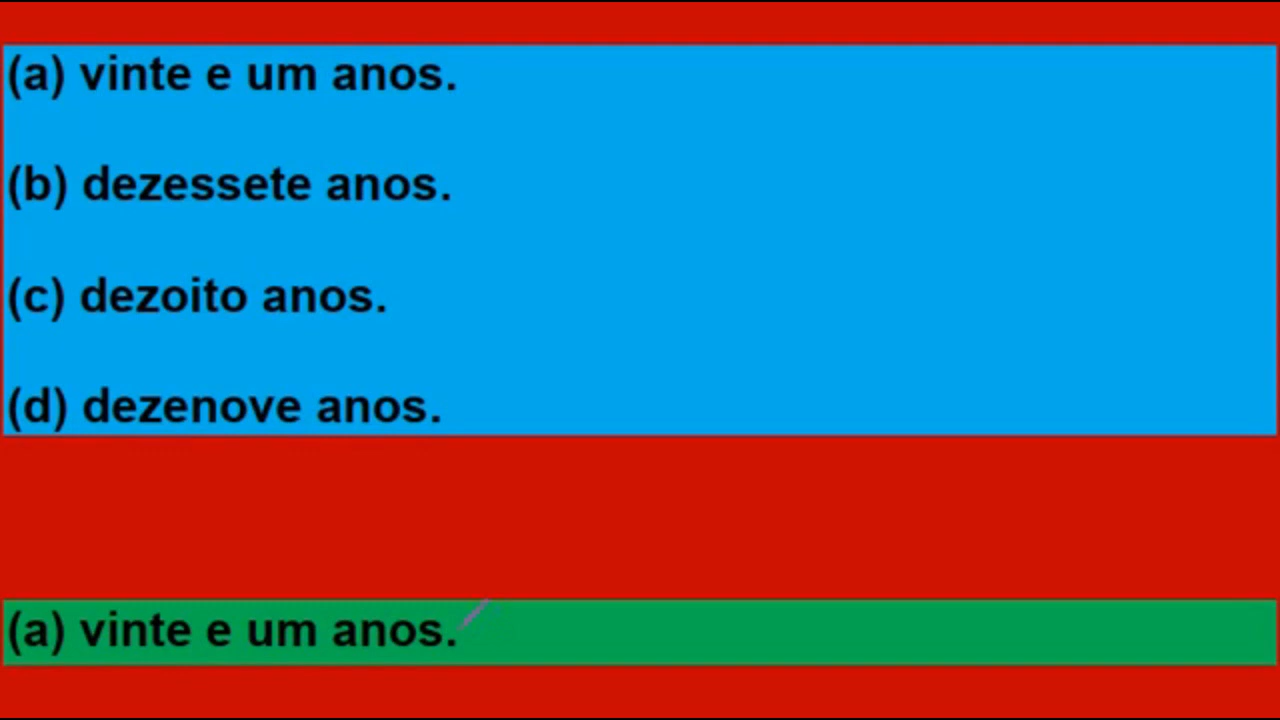 (a) vinte e um anos.
(b) dezessete anos.
(c) dezoito anos.
(d) dezenove anos.
(a) vinte e um anos.